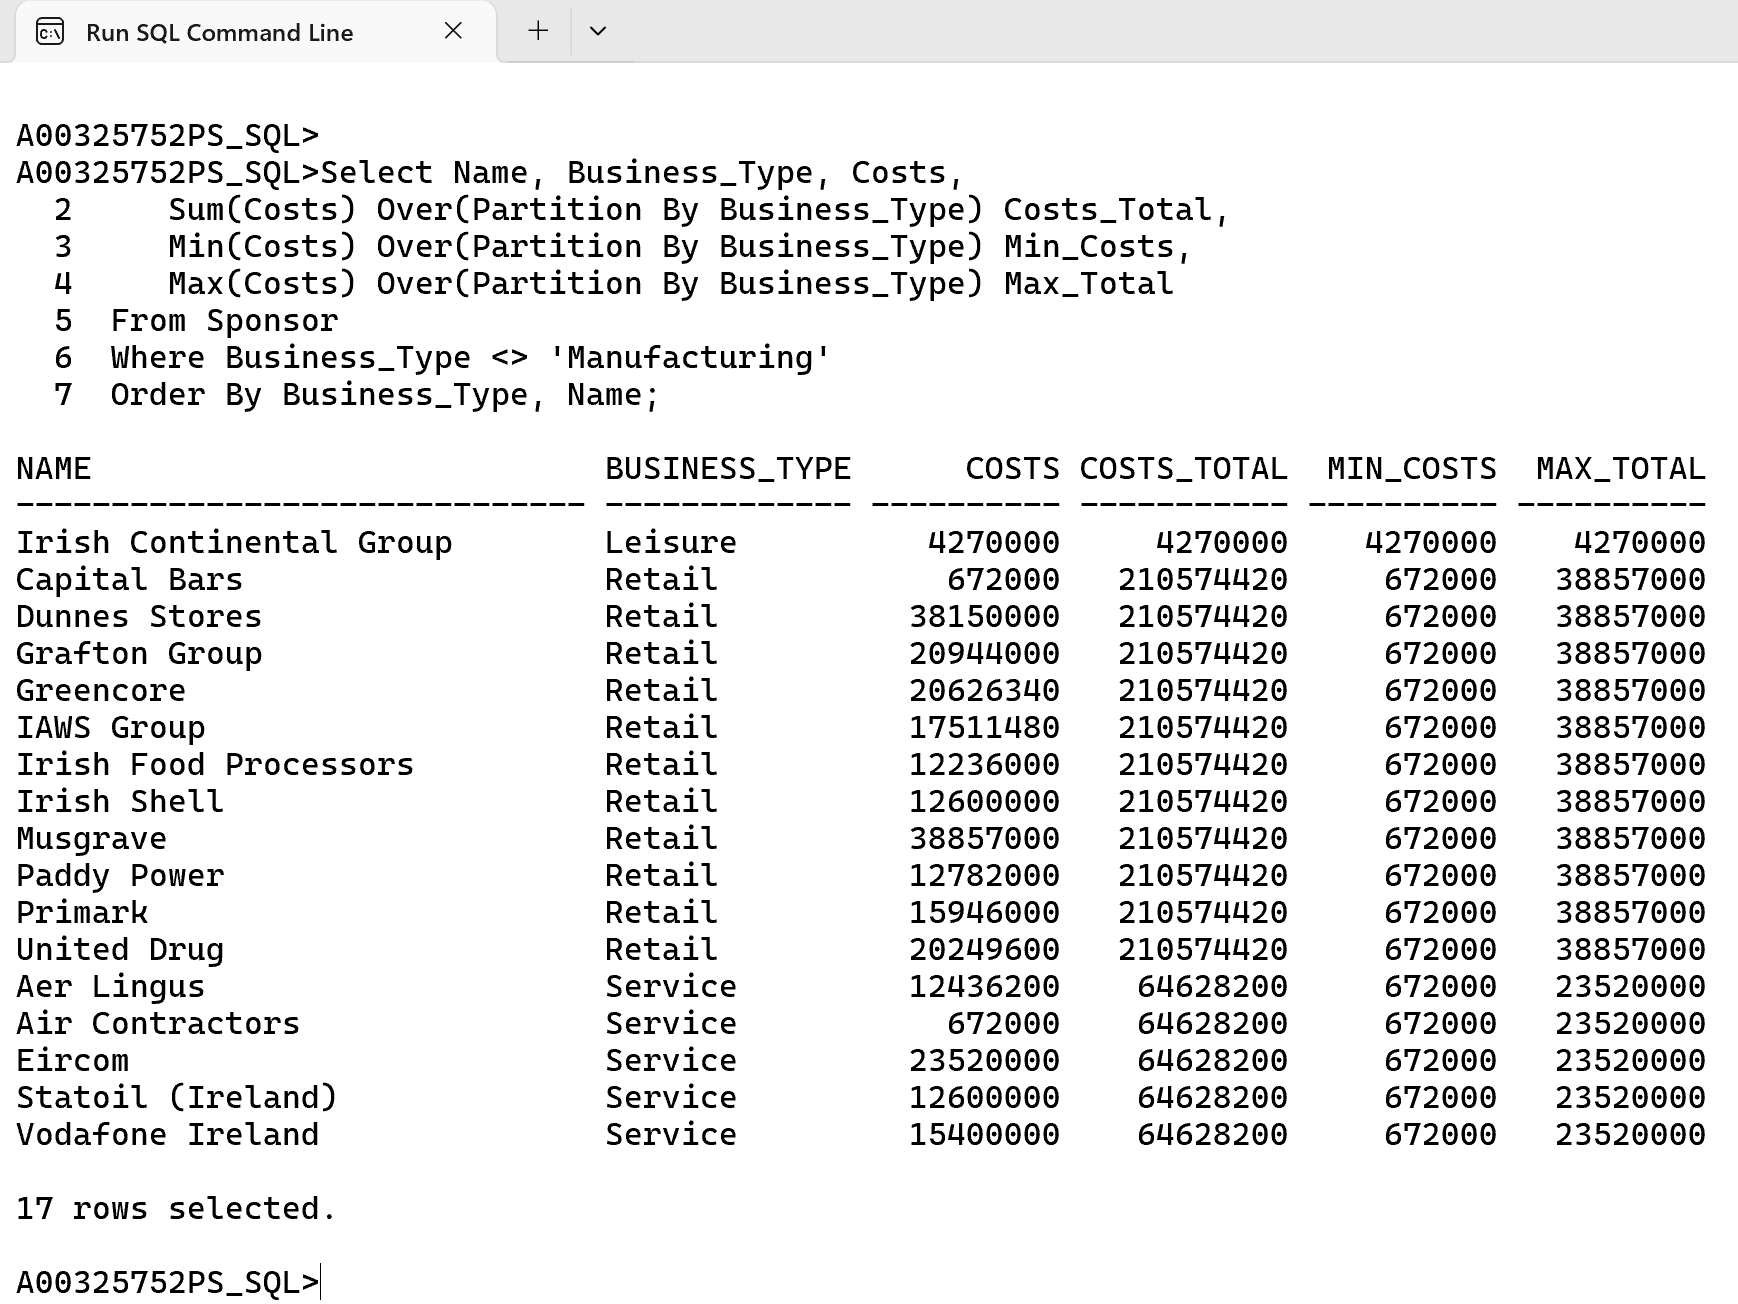 Run SQL Command Line
A00325752PS_SQL>
A00325752PS_SQL>Select Name, Business_Type, Costs,
  2     Sum(Costs) Over(Partition By Business_Type) Costs_Total,
  3     Min(Costs) Over(Partition By Business_Type) Min_Costs,
  4     Max(Costs) Over(Partition By Business_Type) Max_Total
  5  From Sponsor
  6  Where Business_Type <> 'Manufacturing'
  7  Order By Business_Type, Name;
NAME                           BUSINESS_TYPE      COSTS COSTS_TOTAL  MIN_COSTS  MAX_TOTAL
------------------------------ ------------- ---------- ----------- ---------- ----------
Irish Continental Group        Leisure          4270000     4270000    4270000    4270000
Capital Bars                   Retail            672000   210574420     672000   38857000
Dunnes Stores                  Retail          38150000   210574420     672000   38857000
Grafton Group                  Retail          20944000   210574420     672000   38857000
Greencore                      Retail          20626340   210574420     672000   38857000
IAWS Group                     Retail          17511480   210574420     672000   38857000
Irish Food Processors          Retail          12236000   210574420     672000   38857000
Irish Shell                    Retail          12600000   210574420     672000   38857000
Musgrave                       Retail          38857000   210574420     672000   38857000
Paddy Power                    Retail          12782000   210574420     672000   38857000
Primark                        Retail          15946000   210574420     672000   38857000
United Drug                    Retail          20249600   210574420     672000   38857000
Aer Lingus                     Service         12436200    64628200     672000   23520000
Air Contractors                Service           672000    64628200     672000   23520000
Eircom                         Service         23520000    64628200     672000   23520000
Statoil (Ireland)              Service         12600000    64628200     672000   23520000
Vodafone Ireland               Service         15400000    64628200     672000   23520000
17 rows selected.
A00325752PS_SQL>